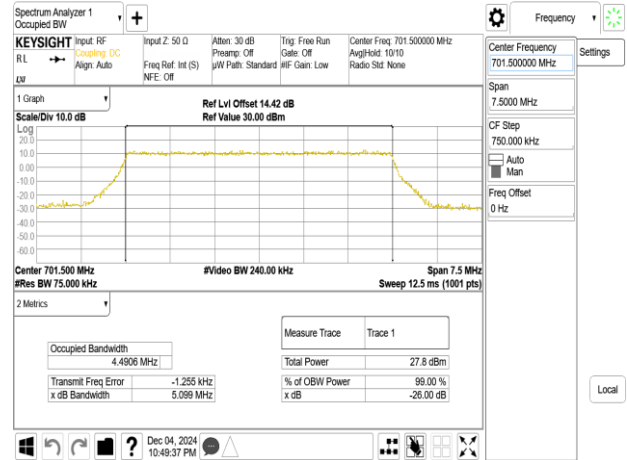 Spectrum Analyzer 1
Occupied BW
KEYSIGHT
RL
Input: RF
Coupling: DC
Align: Auto
Input Z: 50 Ω
Freq Ref: Int (S)
NFE: Off
Atten: 30 dB
Preamp: Off
µW Path: Standard
Trig: Free Run
Gate: Off
#IF Gain: Low
Center Freq: 701.500000 MHz
Avg|Hold: 10/10
Radio Std: None
1 Graph
Scale/Div 10.0 dB
Ref Lvl Offset 14.42 dB
Ref Value 30.00 dBm
Log
20.0
10.0
0.00
-10.0
-20.0
-30.0
-40.0
-50.0
-60.0
Center 701.500 MHz
#Video BW 240.00 kHz
Span 7.5 MHz
#Res BW 75.000 kHz
Sweep 12.5 ms (1001 pts)
2 Metrics
Occupied Bandwidth
4.4906 MHz
Transmit Freq Error -1.255 kHz
x dB Bandwidth 5.099 MHz
Measure Trace Trace 1
Total Power 27.8 dBm
% of OBW Power 99.00 %
x dB -26.00 dB
Dec 04, 2024
10:49:37 PM
Frequency
Center Frequency
701.500000 MHz
Settings
Span
7.5000 MHz
CF Step
750.000 kHz
Auto
Man
Freq Offset
0 Hz
Local